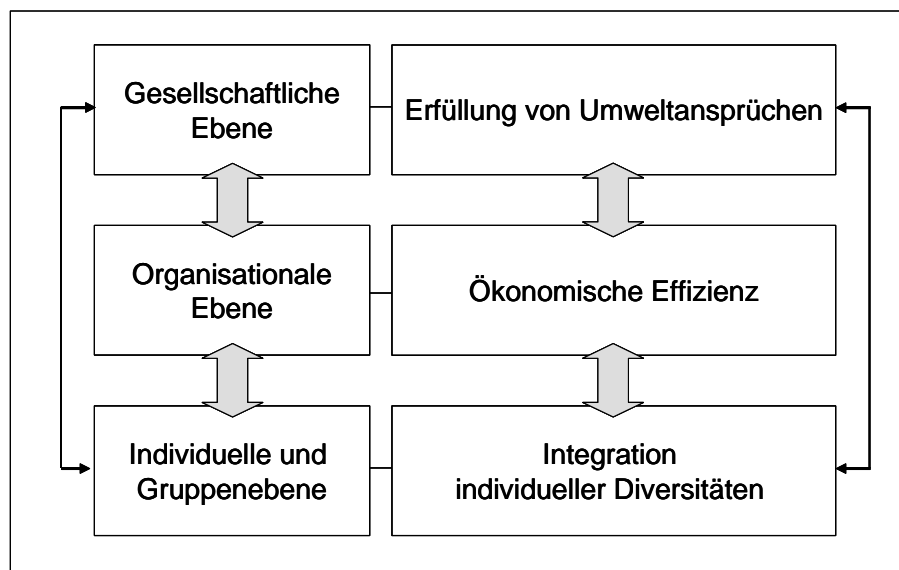 Gesellschaftliche
Ebene
Erfüllung von Umweltansprüchen
Organisationale
Ebene
Ökonomische Effizienz
Individuelle und
Gruppenebene
Integration
individueller Diversitäten